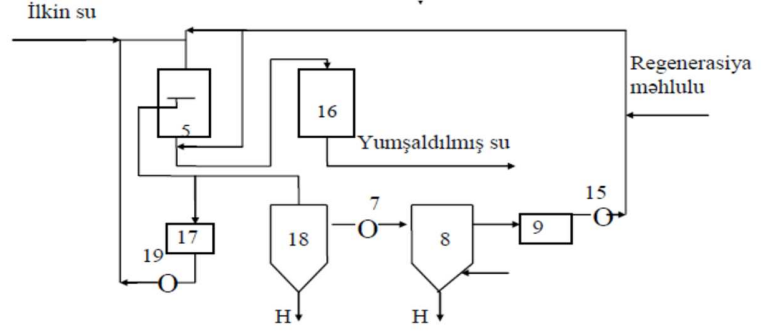 İlkin su
Regenerasiya
məhlulu
16
5
Yumşaldılmış su
15
7
17
18
8
9
19
H
H